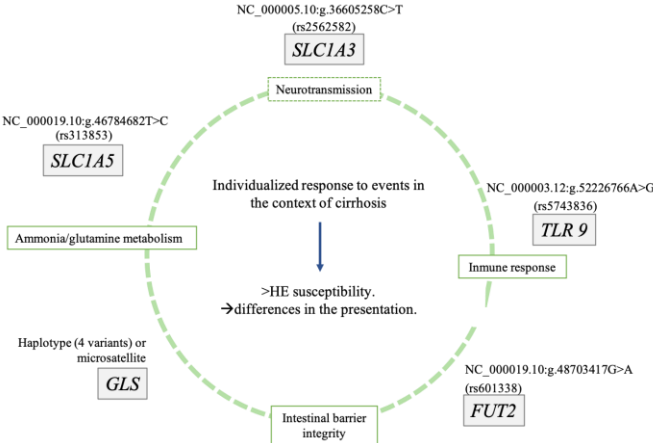 NC_000005.10:g.36605258C>T
(rs2562582)
SLC1A3
Neurotransmission
NC_000019.10:g.46784682T>C
(rs313853)
SLC1A5
Individualized response to events in
the context of cirrhosis
NC_000003.12:g.52226766A>G
(rs5743836)
TLR 9
Ammonia/glutamine metabolism
Inmune response
>HE susceptibility.
→differences in the presentation.
Haplotype (4 variants) or
microsatellite
GLS
NC_000019.10:g.48703417G>A
(rs601338)
FUT2
Intestinal barrier
integrity